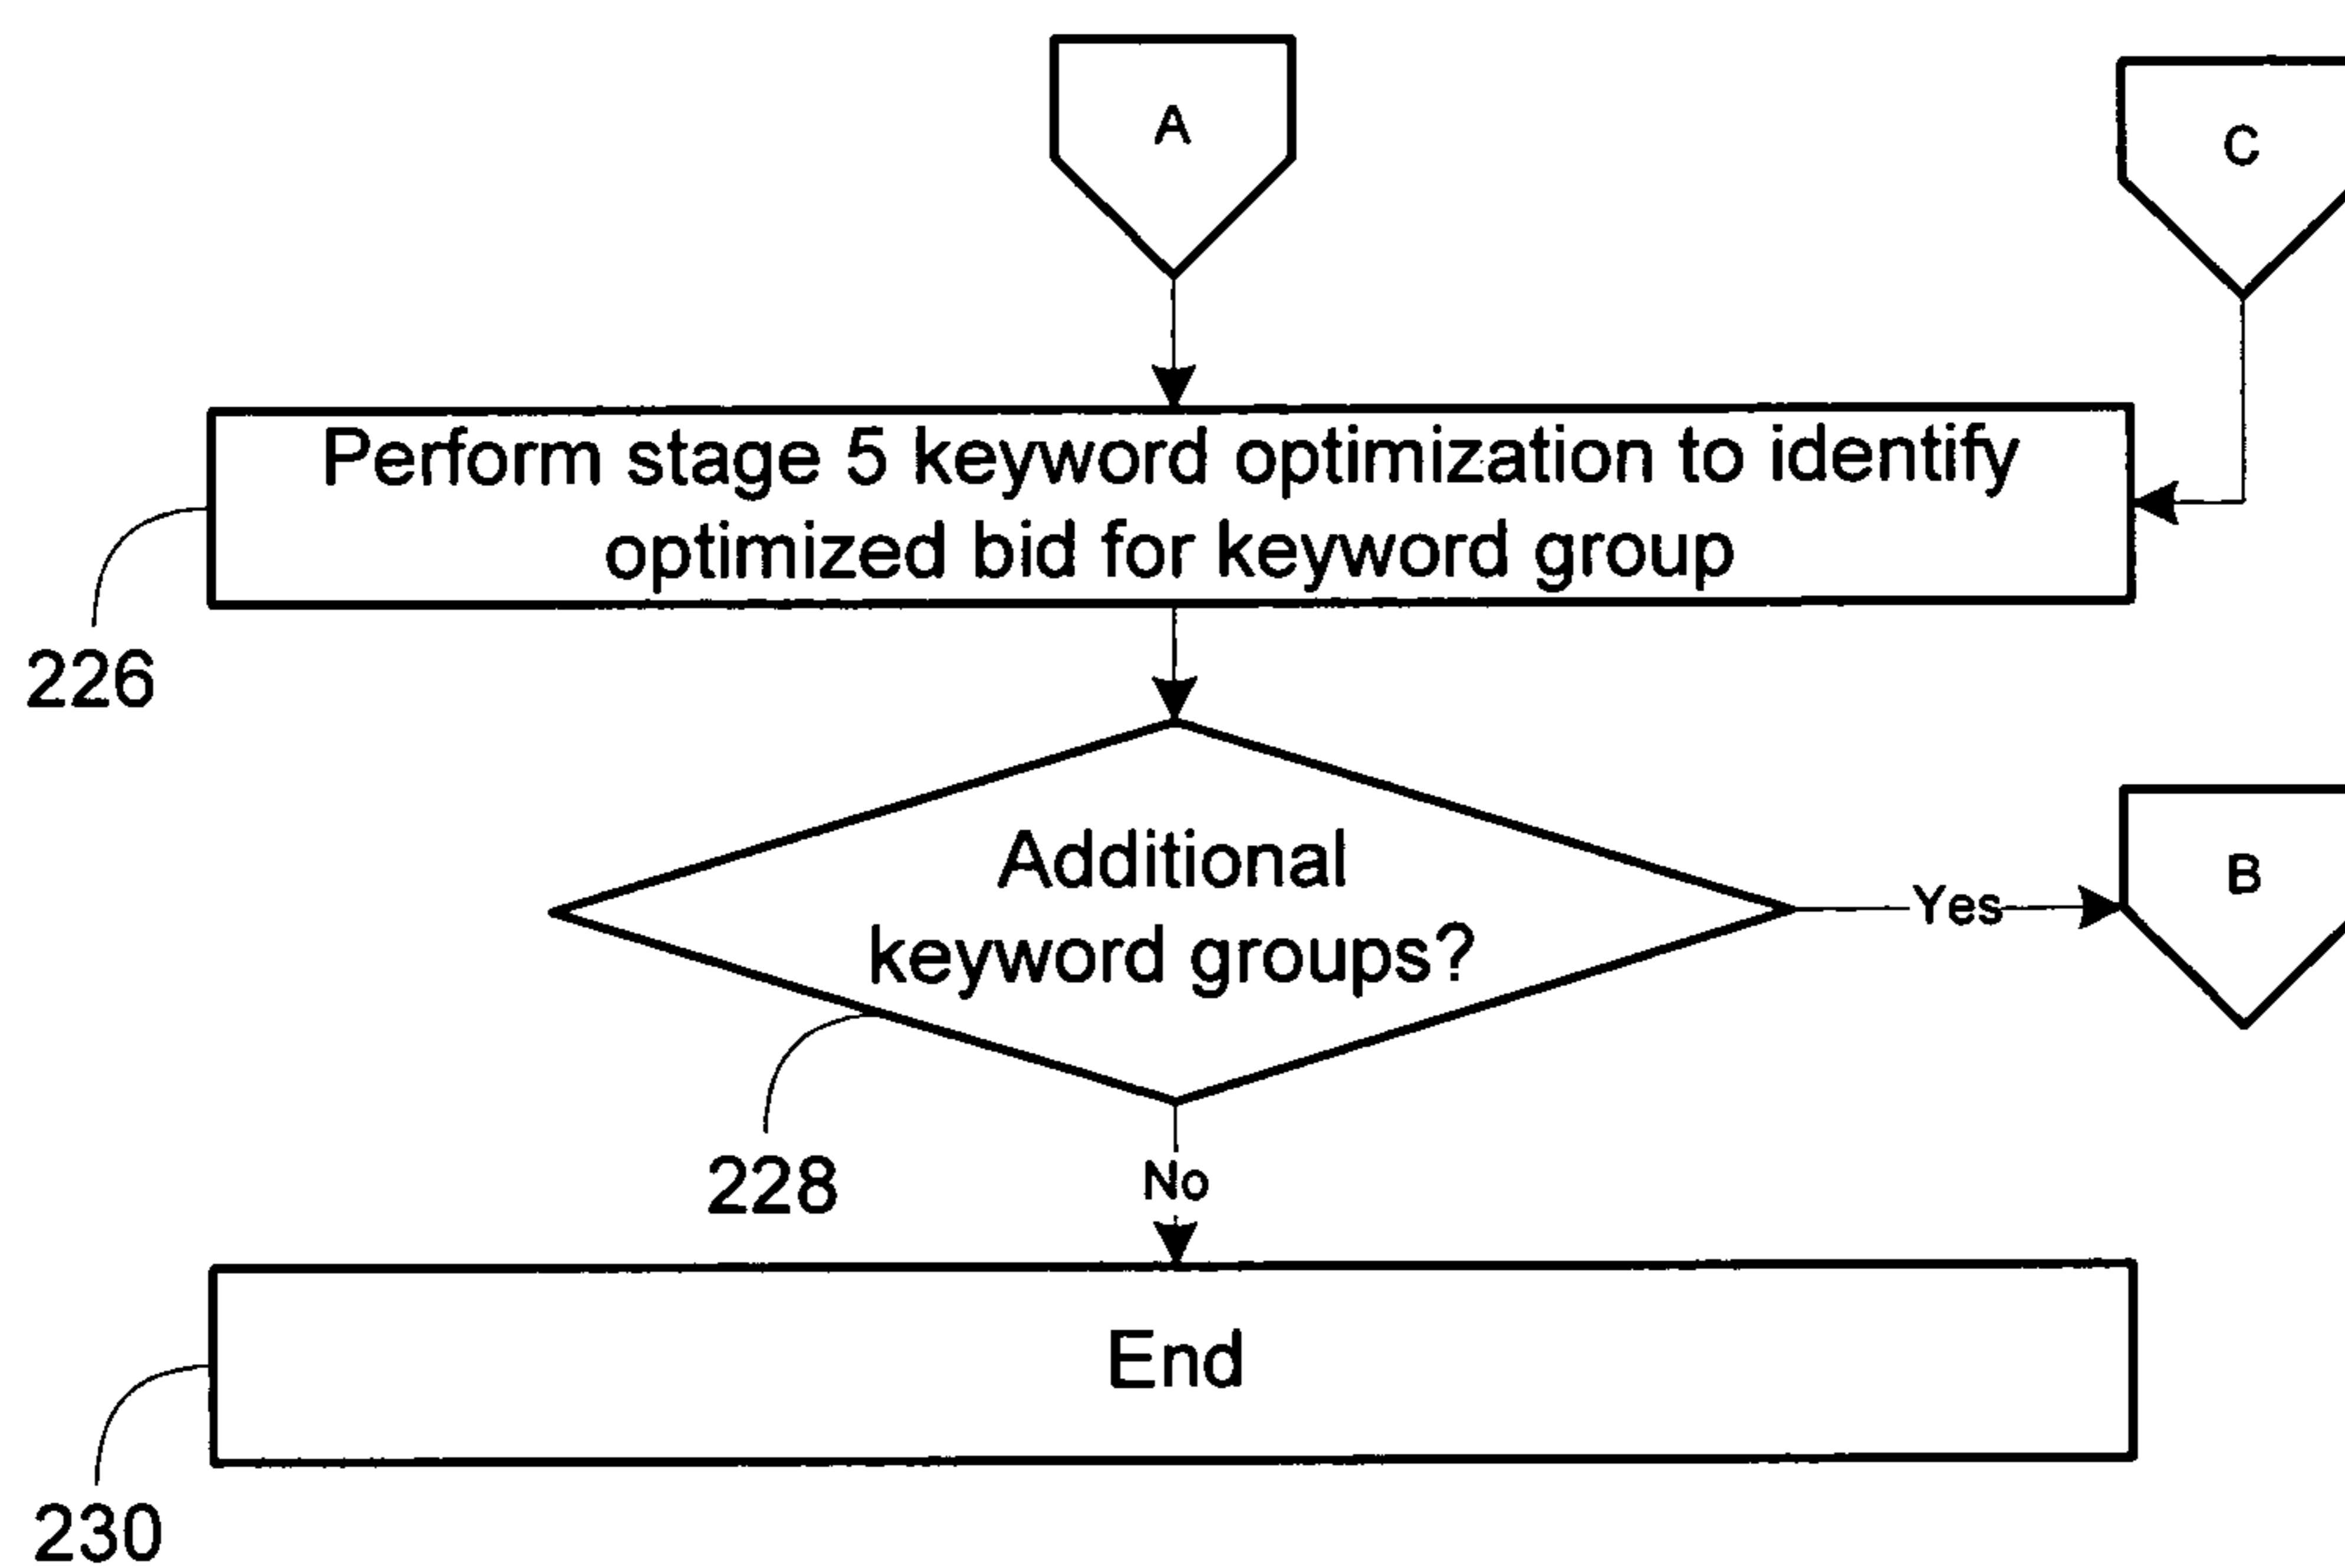 A
C
Perform stage 5 keyword optimization to identify
optimized bid for keyword group
226
Additional
keyword groups?
Yes
B
228
No
End
230